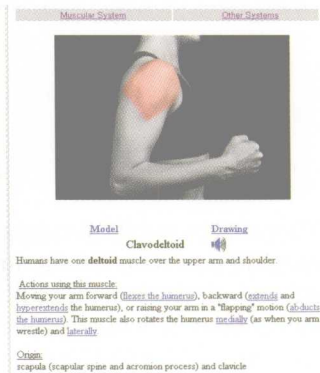 Muscular System Other Systems
Model Drawing
Clavodeltoid
Humans have one deltoid muscle over the upper arm and shoulder.
Actions using this muscle:
Moving your arm forward (flexes the humerus), backward (extends and
hyperextends the humerus), or raising your arm in a "flapping" motion (abducts
the humerus). This muscle also rotates the humerus medially (as when you arm
wrestle) and laterally
Origin:
scapula (scapular spine and acromion process) and clavicle